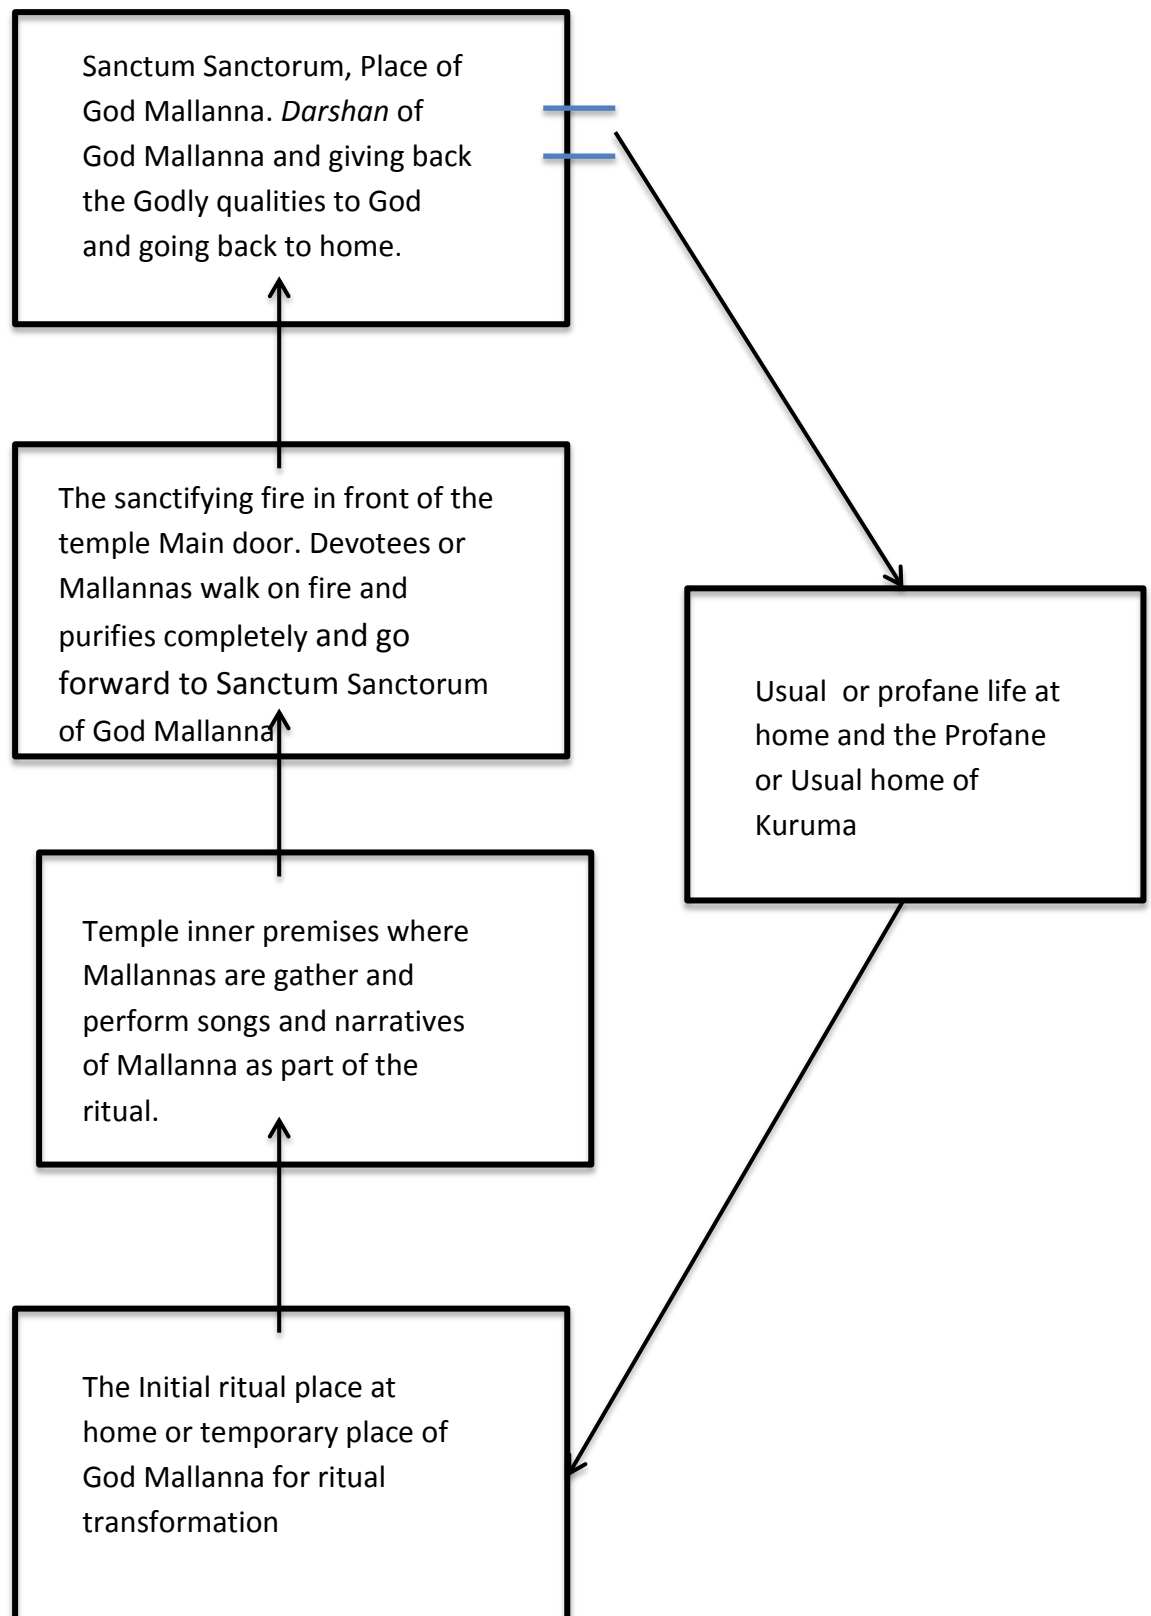 Sanctum Sanctorum, Place of
God Mallanna. Darshan of
God Mallanna and giving back
the Godly qualities to God
and going back to home.
The sanctifying fire in front of the
temple Main door. Devotees or
Mallannas walk on fire and
purifies completely and go
forward to Sanctum Sanctorum
of God Mallanna
Usual or profane life at
home and the Profane
or Usual home of
Kuruma
Temple inner premises where
Mallannas are gather and
perform songs and narratives
of Mallanna as part of the
ritual.
The Initial ritual place at
home or temporary place of
God Mallanna for ritual
transformation